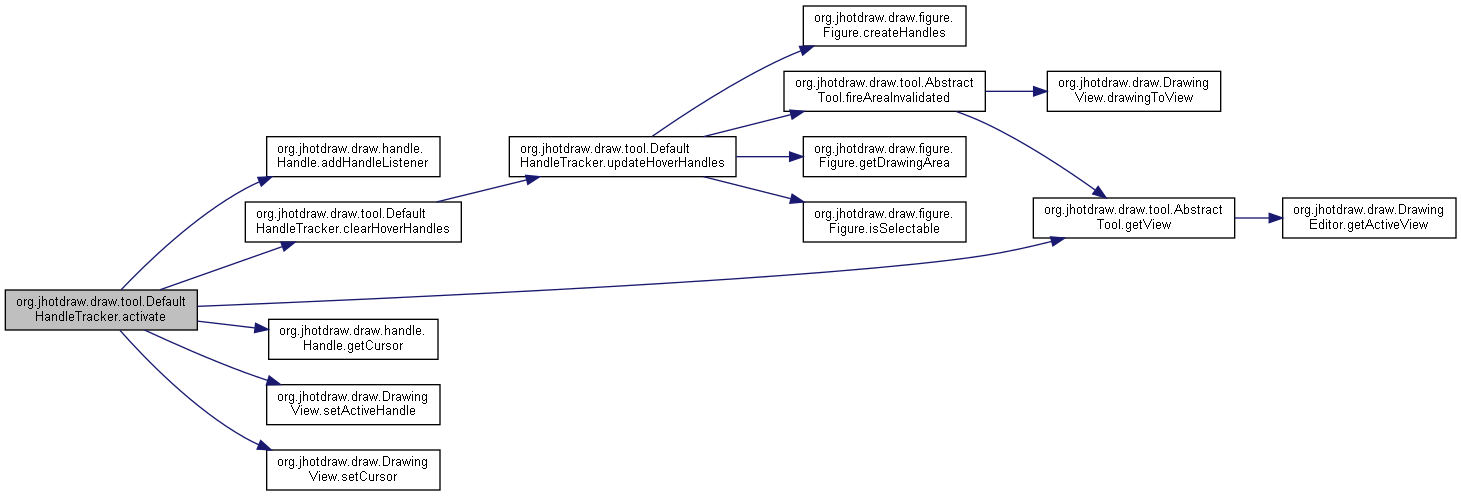 org.jhotdraw.draw.tool.Default
HandleTracker.activate
org.jhotdraw.draw.handle.
Handle.addHandleListener
org.jhotdraw.draw.tool.Default
HandleTracker.clearHoverHandles
org.jhotdraw.draw.tool.Default
HandleTracker.updateHoverHandles
org.jhotdraw.draw.figure.
Figure.createHandles
org.jhotdraw.draw.tool.Abstract
Tool.fireAreaInvalidated
org.jhotdraw.draw.Drawing
View.drawingToView
org.jhotdraw.draw.figure.
Figure.getDrawingArea
org.jhotdraw.draw.figure.
Figure.isSelectable
org.jhotdraw.draw.tool.Abstract
Tool.getView
org.jhotdraw.draw.Drawing
Editor.getActiveView
org.jhotdraw.draw.handle.
Handle.getCursor
org.jhotdraw.draw.Drawing
View.setActiveHandle
org.jhotdraw.draw.Drawing
View.setCursor